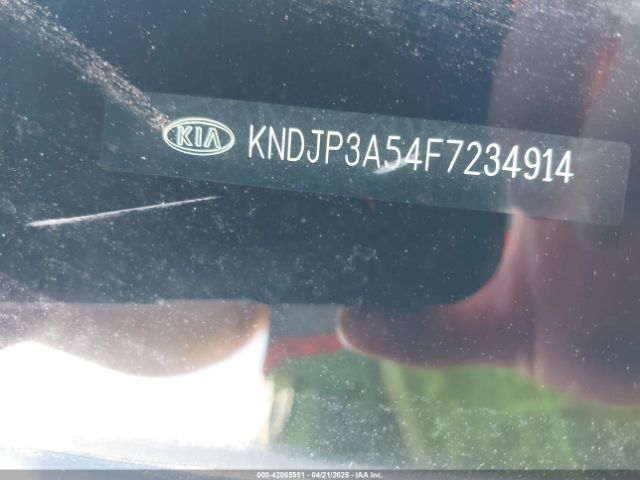 KIA KNDJP3A54F7234914
000-42065951 - 04/21/2025 - IAA Inc.